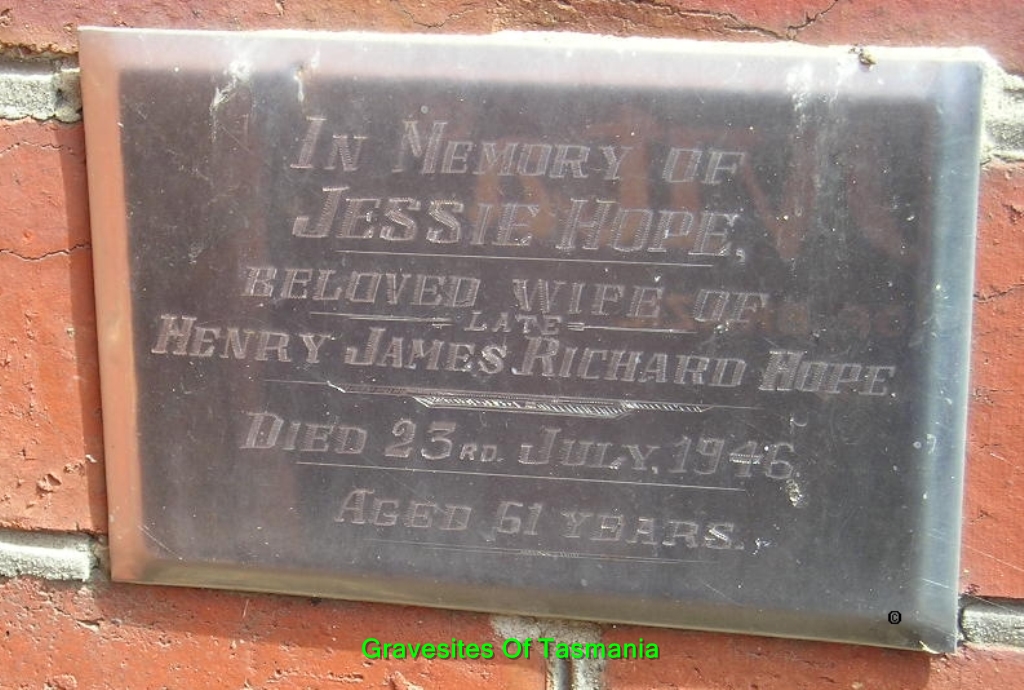 In Memory of
Jessie Hope,
Beloved Wife of
Late
Henry James Richard Hope.
Died 23rd. July, 1946,
Aged 61 Years.
©
Gravesites Of Tasmania